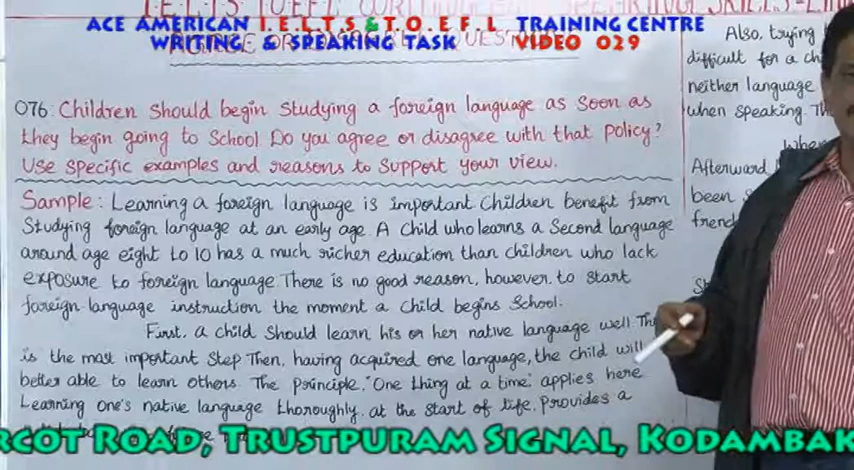 ACE AMERICAN I.E.L.T.S & T.O.E.F.L TRAINING CENTRE
WRITING & SPEAKING TASK VIDEO 029
076: Children should begin studying a foreign language as soon as
they begin going to school. Do you agree or disagree with that policy?
Use specific examples and reasons to support your view.
Sample: Learning a foreign language is important Children benefit from
studying foreign language at an early age. A child who learns a second language
around age eight to 10 has a much richer education than children who lack
exposure to foreign language. There is no good reason, however, to start
foreign language instruction the moment a child begins school.
First, a child should learn his or her native language well
is the most important step Then, having acquired one language, the child will
better able to learn others. The principle, "One thing at a time" applies here
Learning one's native language thoroughly, at the start of life, provides a
Also, trying
difficult for a
neither language
when speaking.
Afterward
been
RCOT ROAD, TRUSTPURAM SIGNAL, KODAMBAK